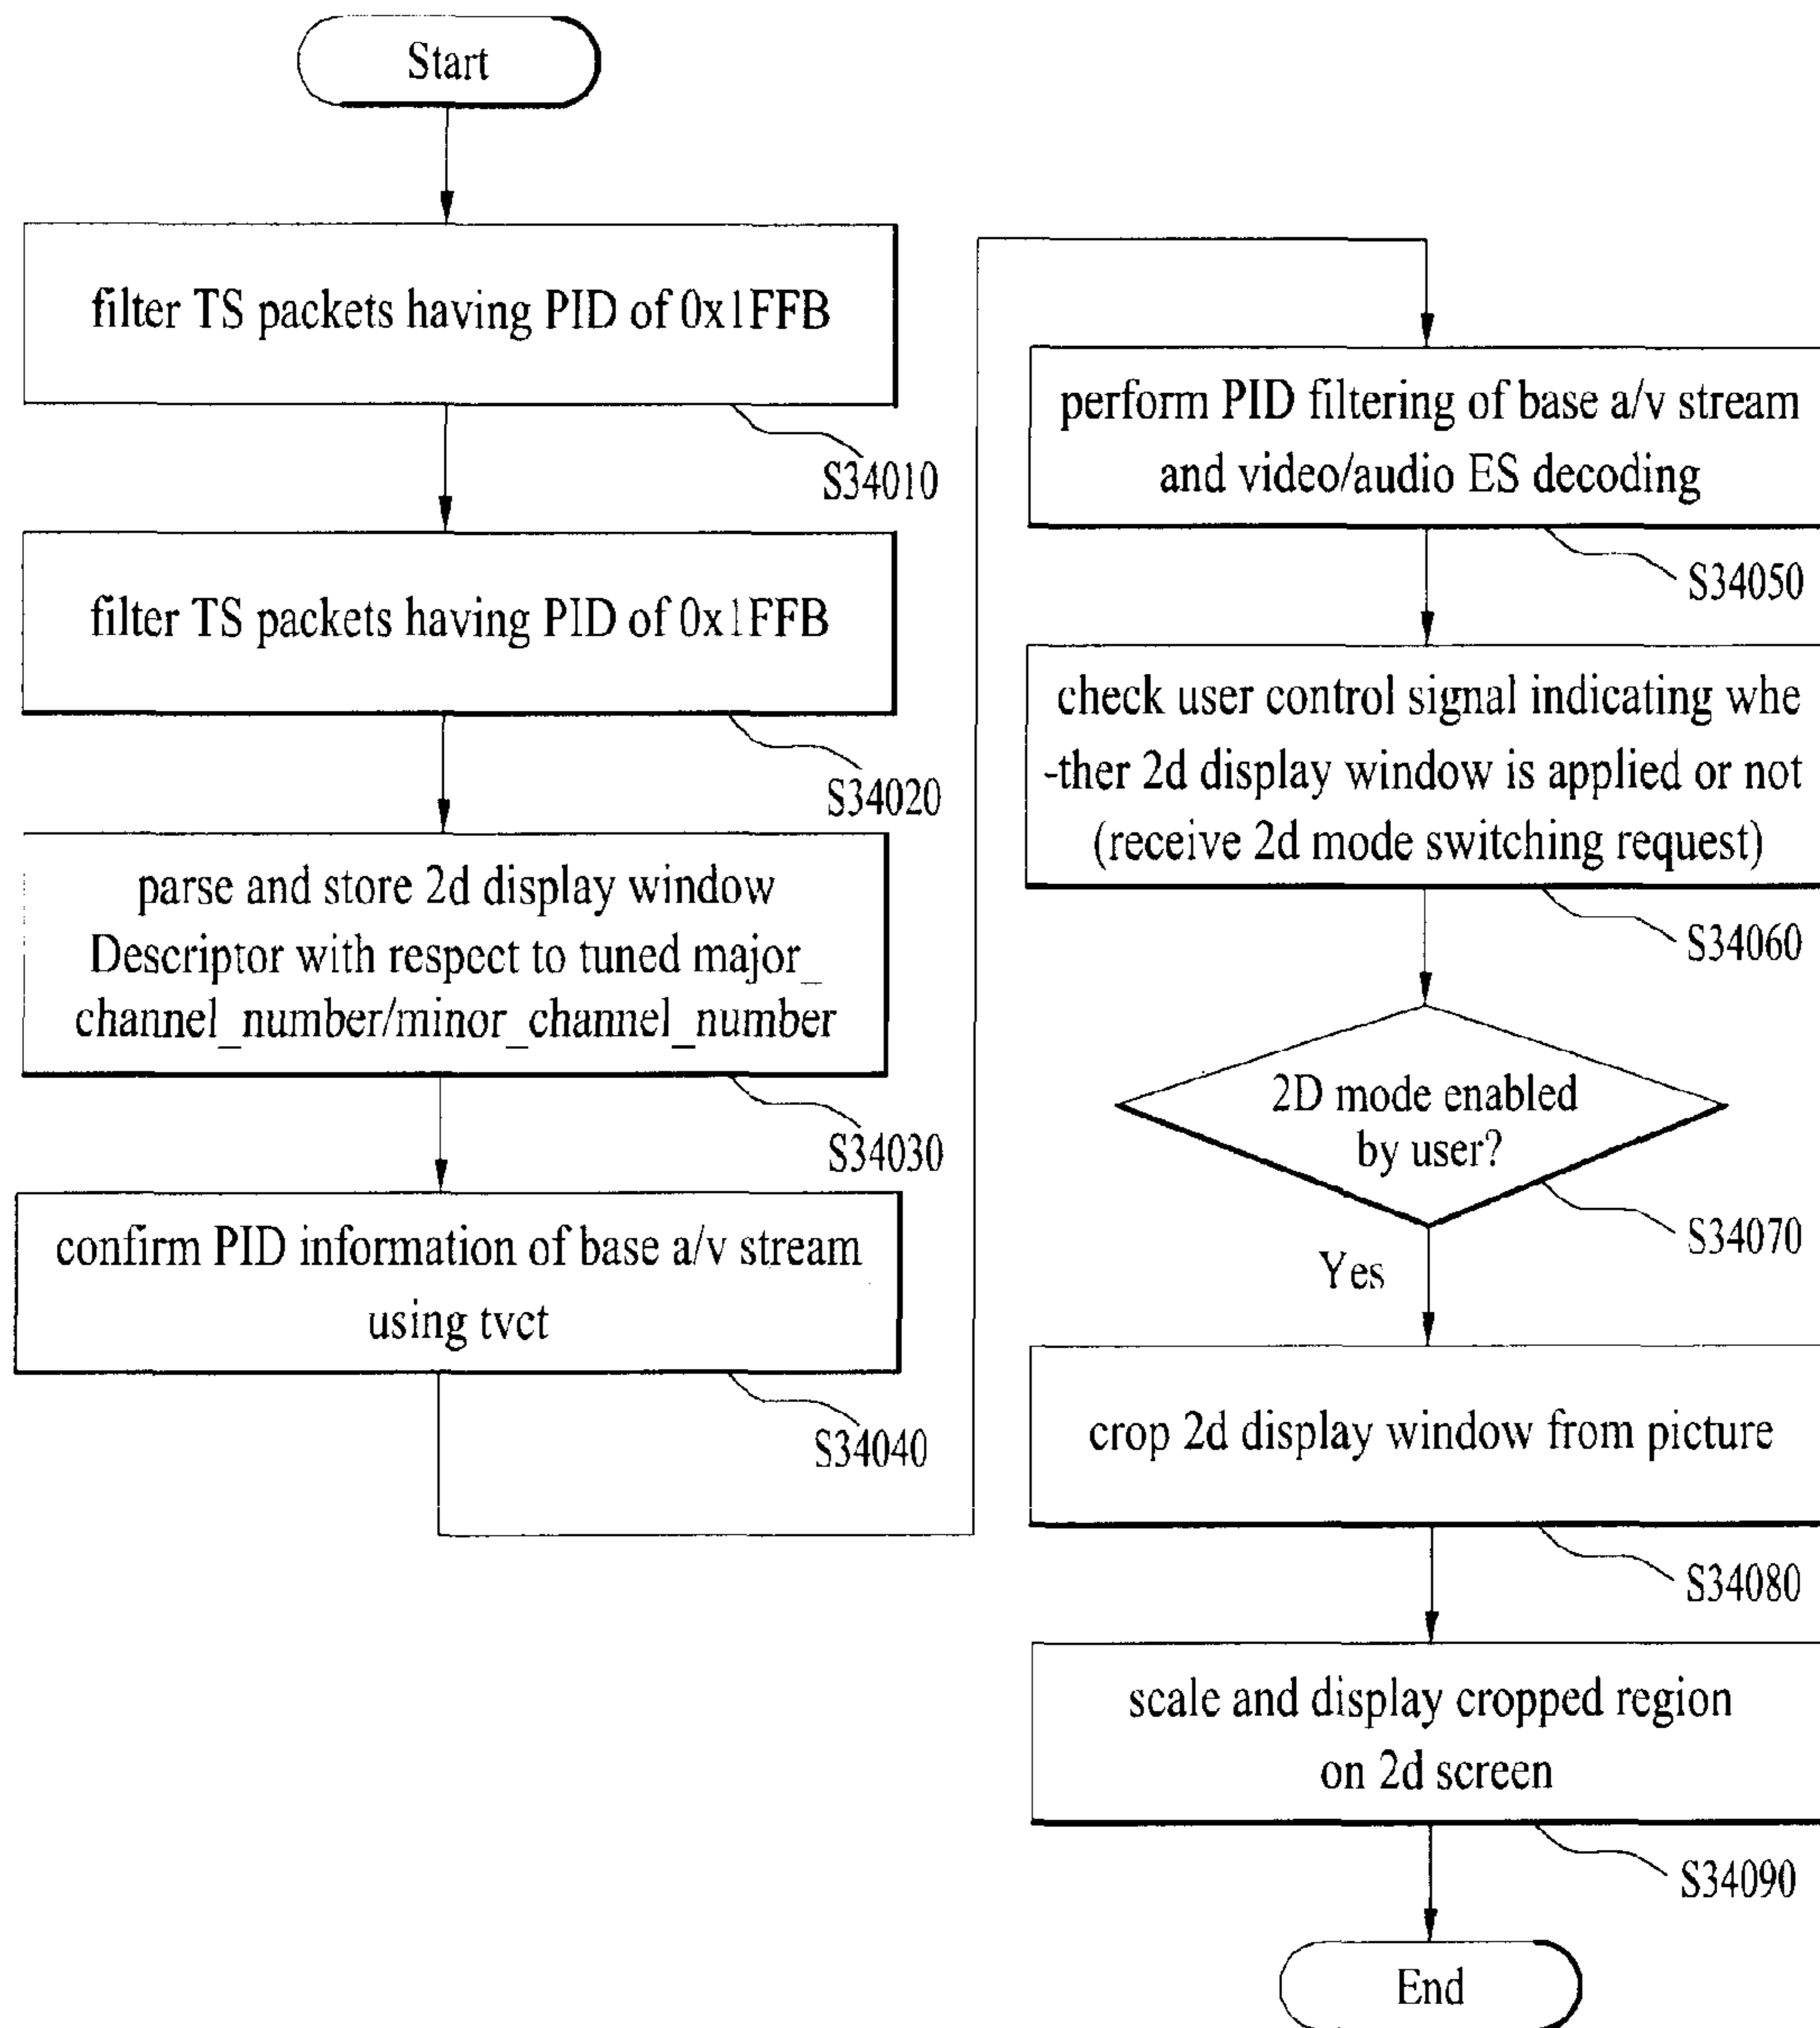 Start
filter TS packets having PID of 0x1FFB
S34010
filter TS packets having PID of 0x1FFB
S34020
parse and store 2d display window
Descriptor with respect to tuned major_
channel_number/minor_channel_number
S34030
confirm PID information of base a/v stream
using tvct
S34040
perform PID filtering of base a/v stream
and video/audio ES decoding
S34050
check user control signal indicating whe
-ther 2d display window is applied or not
(receive 2d mode switching request)
S34060
2D mode enabled
by user?
S34070
Yes
crop 2d display window from picture
S34080
scale and display cropped region
on 2d screen
S34090
End